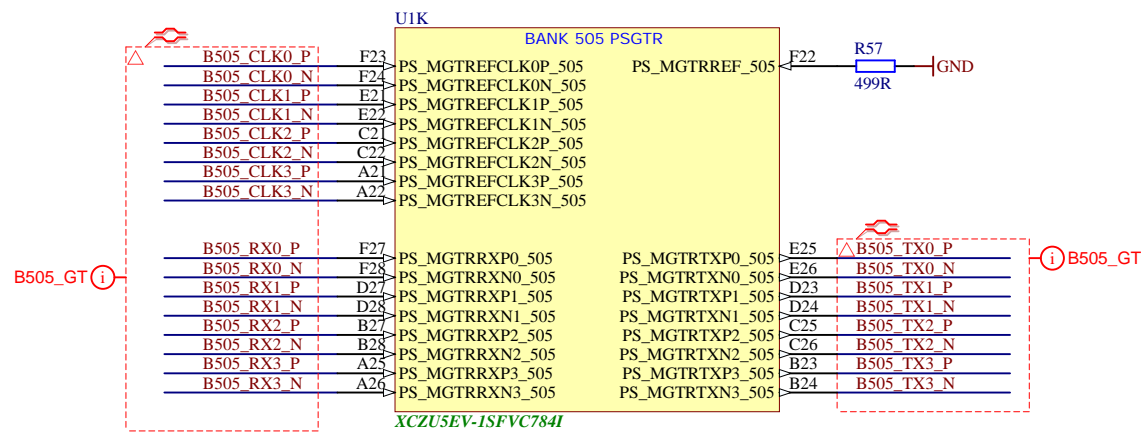 U1K
BANK 505 PSGTR
B505_CLK0_P F23 PS_MGTREFCLK0P_505 PS_MGTRREF_505 F22 R57 499R GND
B505_CLK0_N F24 PS_MGTREFCLK0N_505
B505_CLK1_P E21 PS_MGTREFCLK1P_505
B505_CLK1_N E22 PS_MGTREFCLK1N_505
B505_CLK2_P C21 PS_MGTREFCLK2P_505
B505_CLK2_N C22 PS_MGTREFCLK2N_505
B505_CLK3_P A21 PS_MGTREFCLK3P_505
B505_CLK3_N A22 PS_MGTREFCLK3N_505
B505_RX0_P F27 PS_MGTRRXP0_505 PS_MGTRTXP0_505 E25 B505_TX0_P
B505_GT i B505_RX0_N F28 PS_MGTRRXN0_505 PS_MGTRTXN0_505 E26 B505_TX0_N i B505_GT
B505_RX1_P D27 PS_MGTRRXP1_505 PS_MGTRTXP1_505 D23 B505_TX1_P
B505_RX1_N D28 PS_MGTRRXN1_505 PS_MGTRTXN1_505 D24 B505_TX1_N
B505_RX2_P B27 PS_MGTRRXP2_505 PS_MGTRTXP2_505 C25 B505_TX2_P
B505_RX2_N B28 PS_MGTRRXN2_505 PS_MGTRTXN2_505 C26 B505_TX2_N
B505_RX3_P A25 PS_MGTRRXP3_505 PS_MGTRTXP3_505 B23 B505_TX3_P
B505_RX3_N A26 PS_MGTRRXN3_505 PS_MGTRTXN3_505 B24 B505_TX3_N
XCZU5EV-1SFVC784I